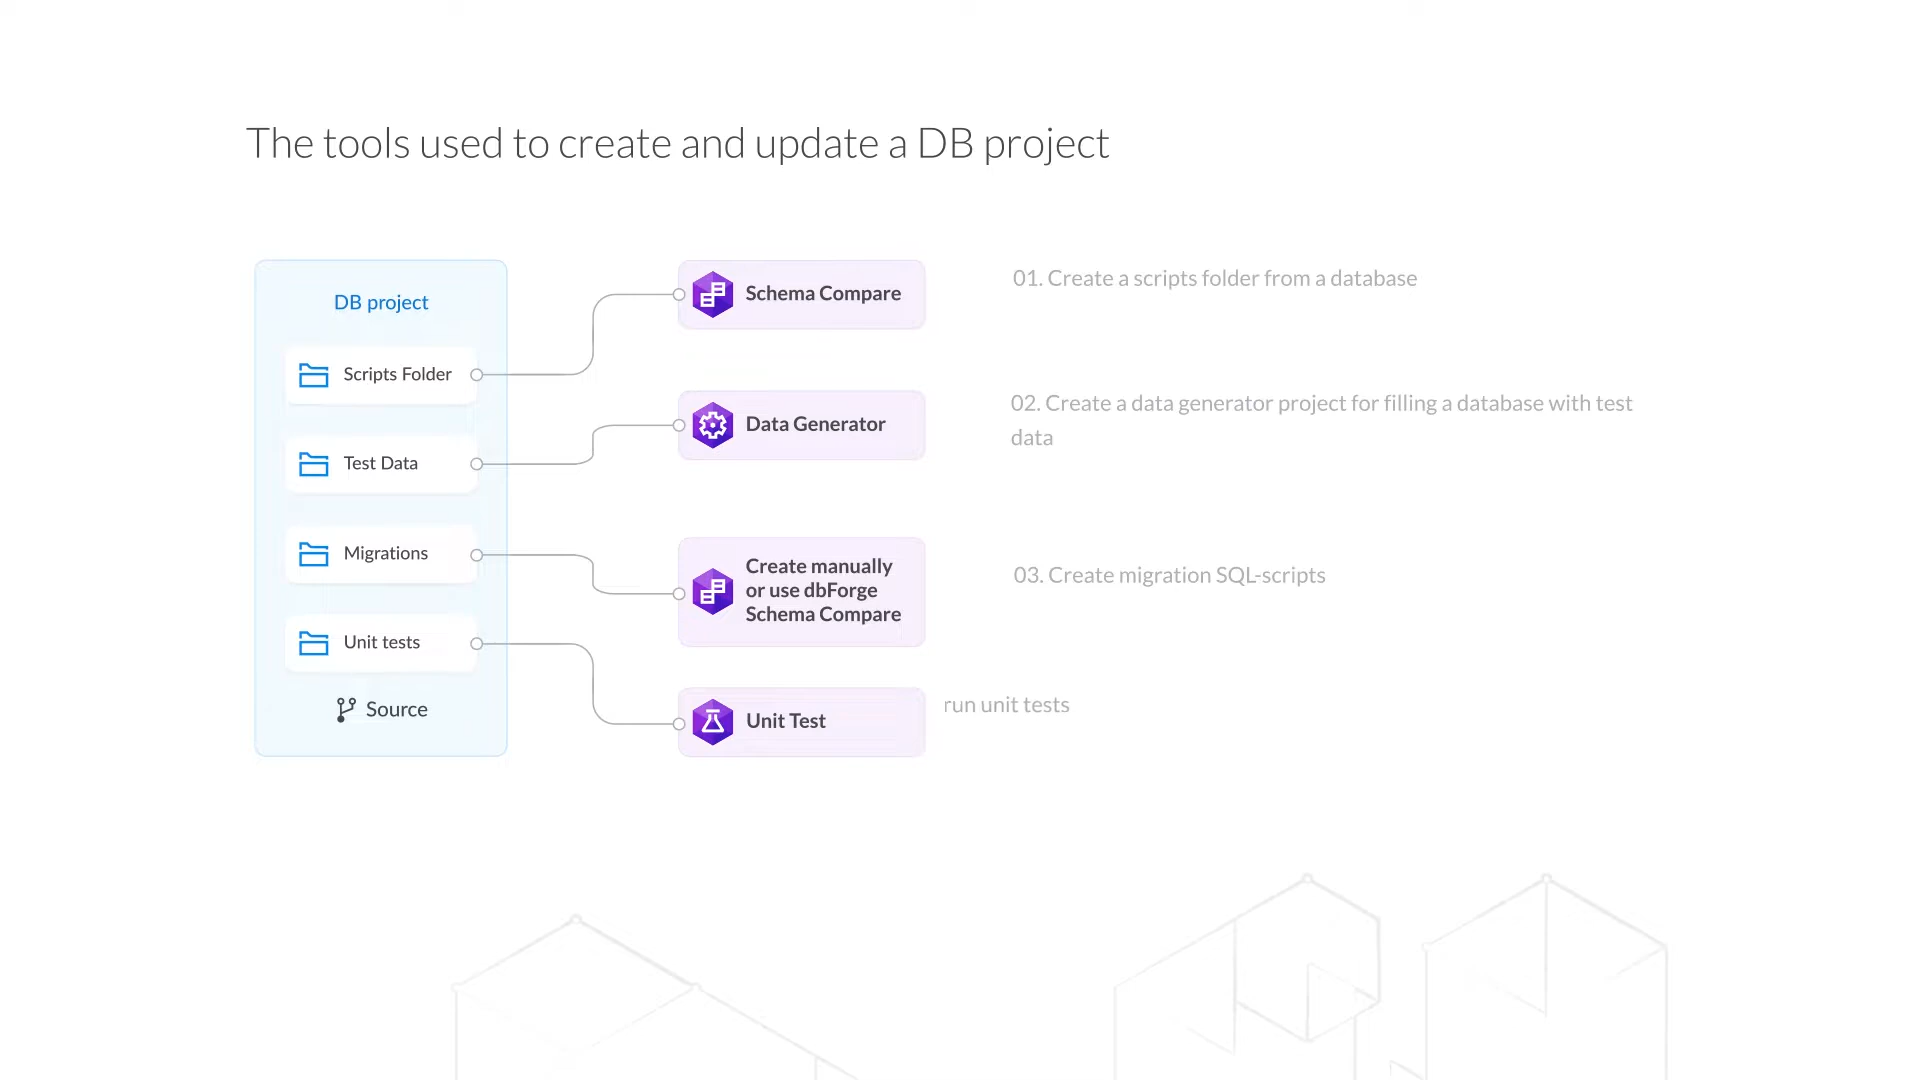 The tools used to create and update a DB project
DB project
Scripts Folder
Test Data
Migrations
Unit tests
Source
Schema Compare
01. Create a scripts folder from a database
Data Generator
02. Create a data generator project for filling a database with test
data
Create manually
or use dbForge
Schema Compare
03. Create migration SQL-scripts
Unit Test
run unit tests